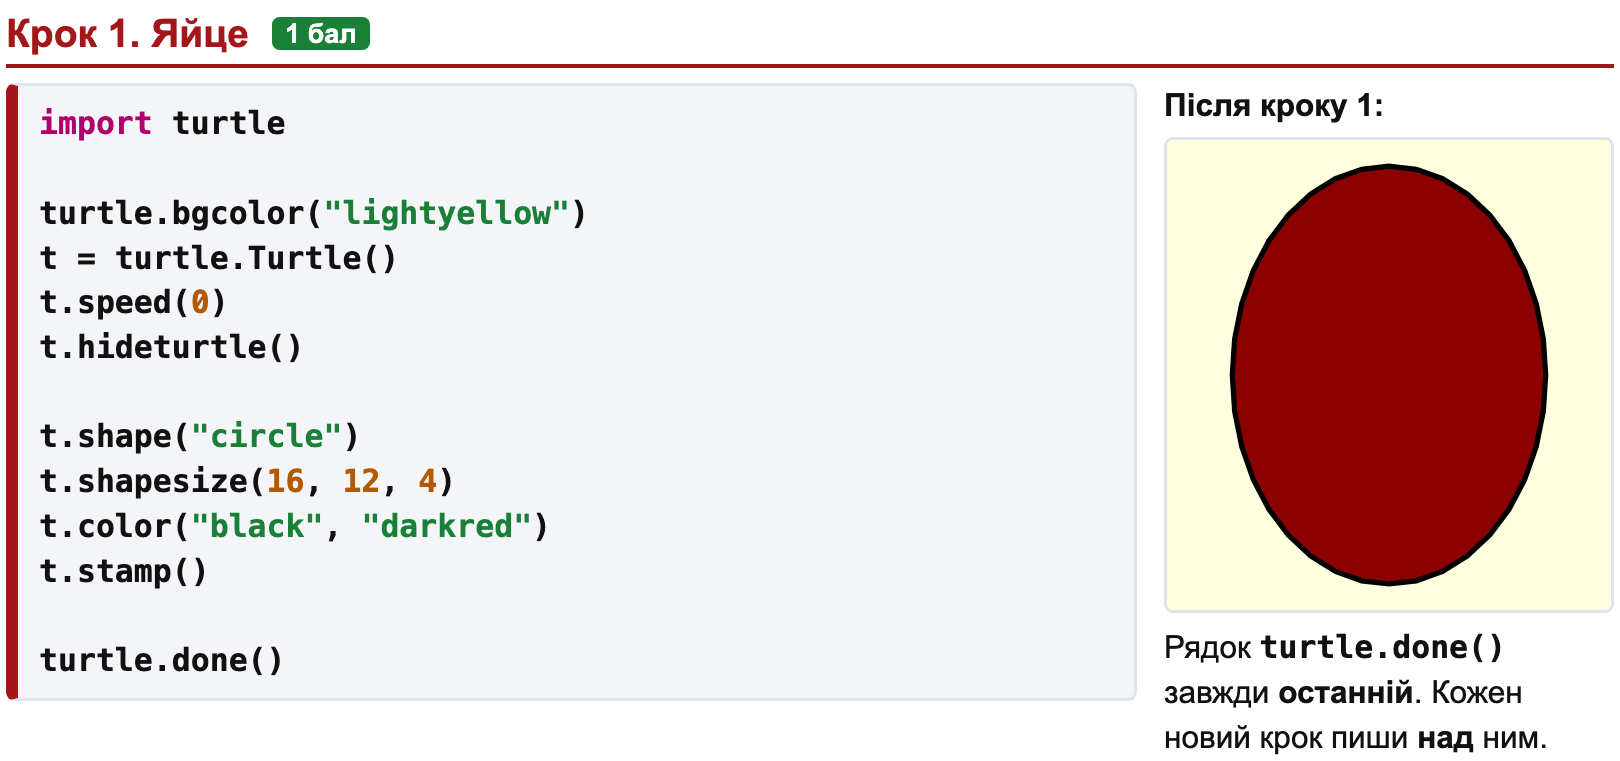 Крок 1. Яйце 1 бал
import turtle
turtle.bgcolor("lightyellow")
t = turtle.Turtle()
t.speed(0)
t.hideturtle()
t.shape("circle")
t.shapesize(16, 12, 4)
t.color("black", "darkred")
t.stamp()
turtle.done()
Після кроку 1:
Рядок turtle.done()
завжди останній. Кожен
новий крок пиши над ним.